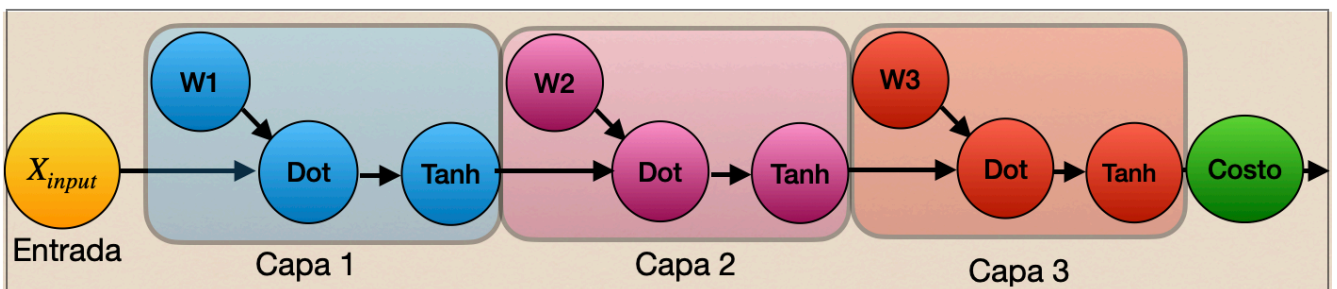 W1
W2
W3
X_input
Dot
Tanh
Dot
Tanh
Dot
Tanh
Costo
Entrada
Capa 1
Capa 2
Capa 3